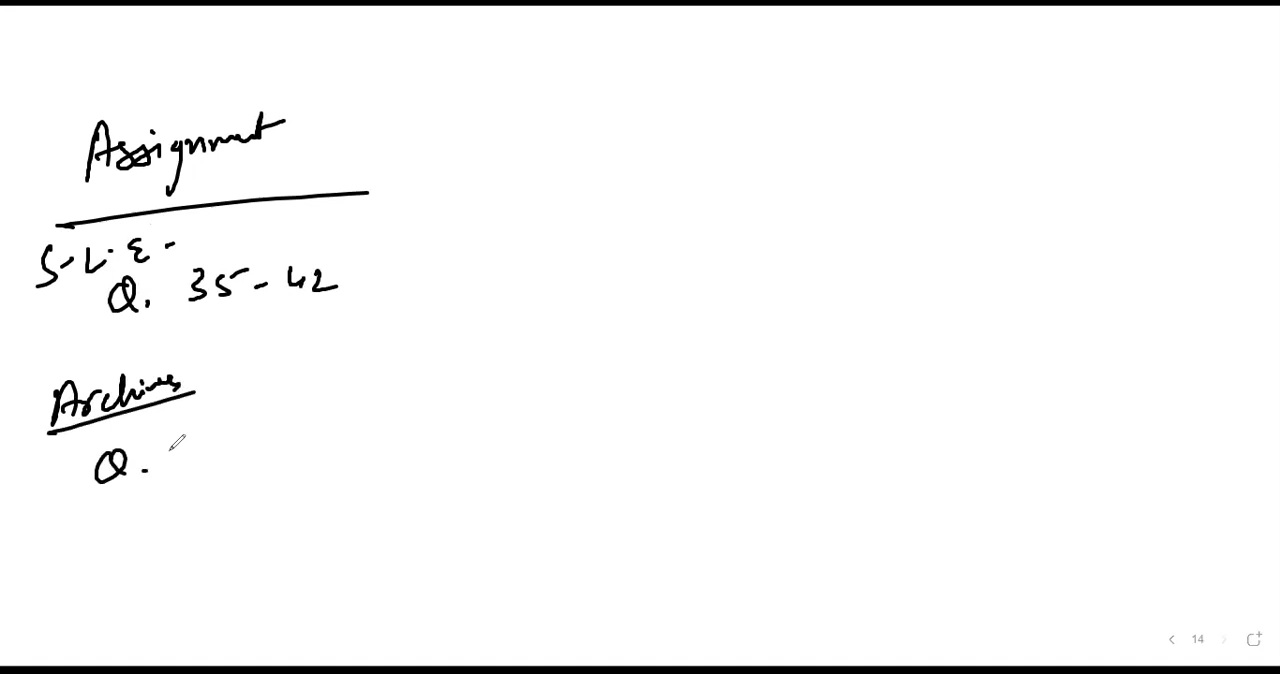 Assignment
S-L.E-
Q. 35-42
Archives
Q.
14